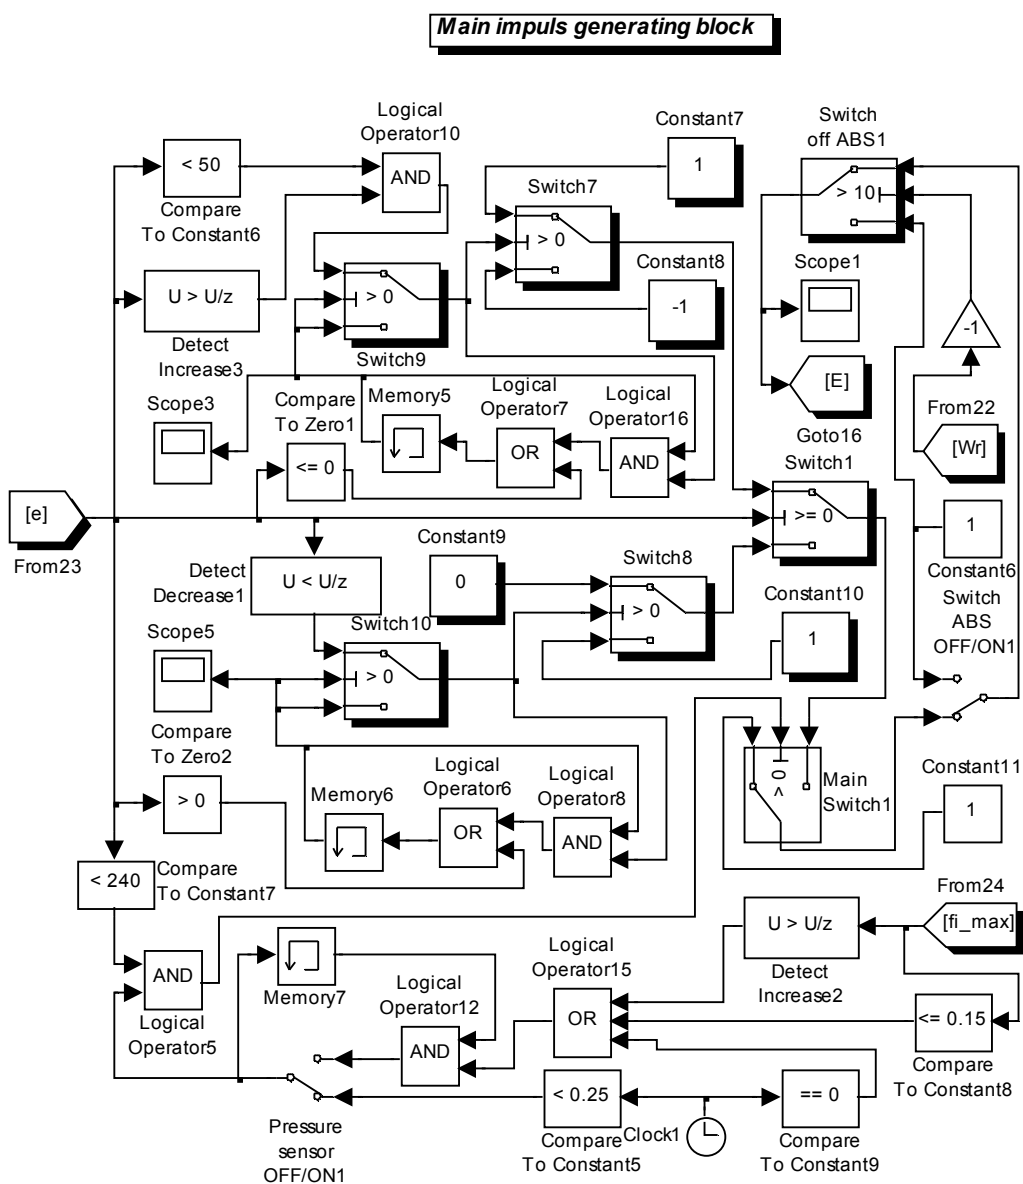 Main impuls generating block
Logical
Operator10
Constant7
Switch
off ABS1
< 50
AND
1
Switch7
> 10
Compare
To Constant6
> 0
Constant8
Scope1
U > U/z
> 0
-1
-1
Detect
Increase3
Switch9
Scope3
Compare
To Zero1
Memory5
Logical
Operator7
Logical
Operator16
[E]
From22
Goto16
<= 0
OR
AND
Switch1
[Wr]
[e]
>= 0
1
From23
Constant9
Switch8
Constant6
Detect
Decrease1
U < U/z
0
> 0
Constant10
Switch
ABS
OFF/ON1
Scope5
Switch10
1
> 0
Compare
To Zero2
Logical
Operator6
Logical
Operator8
> 0
Main
Switch1
Constant11
> 0
Memory6
OR
AND
1
< 240
Compare
To Constant7
From24
Logical
Operator15
U > U/z
[fi_max]
AND
Memory7
Logical
Operator12
Detect
Increase2
Logical
Operator5
AND
OR
<= 0.15
Compare
To Constant8
< 0.25
== 0
Pressure
sensor
OFF/ON1
Compare
To Constant5
Clock1
Compare
To Constant9